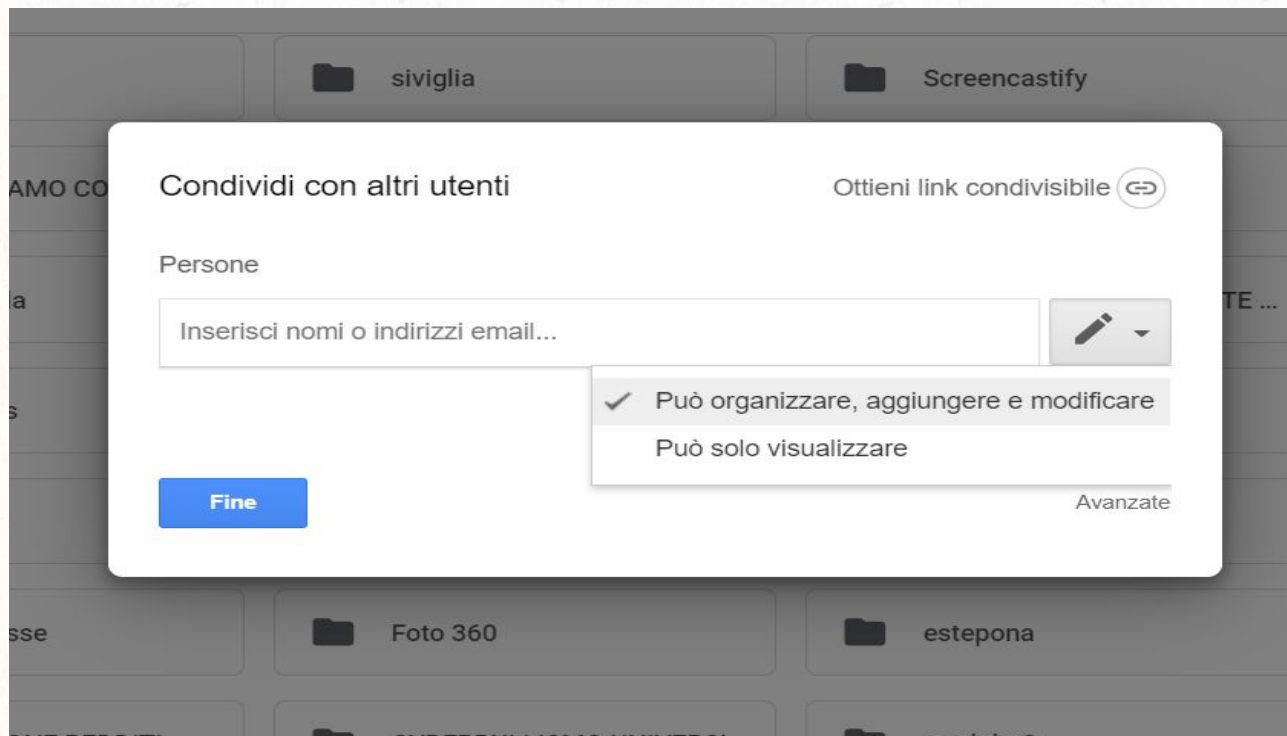 siviglia
Screencastify
AMO CO
Condividi con altri utenti
Ottieni link condivisibile
Persone
la
TE ...
Inserisci nomi o indirizzi email...
Può organizzare, aggiungere e modificare
s
Può solo visualizzare
Fine
Avanzate
sse
Foto 360
estepona